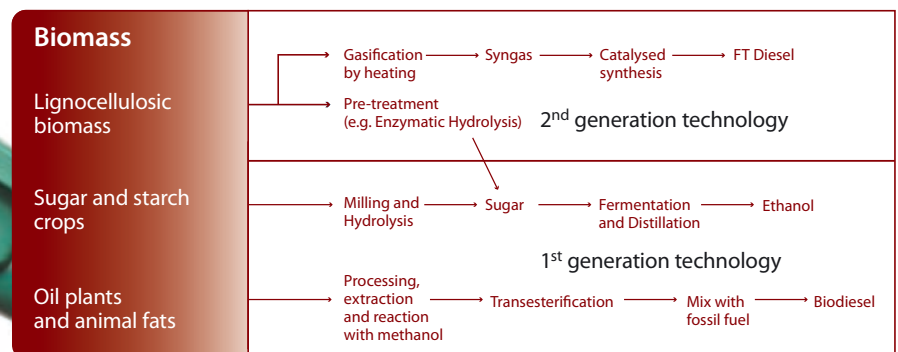 Biomass
Lignocellulosic
biomass
Gasification
by heating
Syngas
Catalysed
synthesis
FT Diesel
Pre-treatment
(e.g. Enzymatic Hydrolysis)
2nd generation technology
Sugar and starch
crops
Milling and
Hydrolysis
Sugar
Fermentation
and Distillation
Ethanol
1st generation technology
Oil plants
and animal fats
Processing,
extraction
and reaction
with methanol
Transesterification
Mix with
fossil fuel
Biodiesel